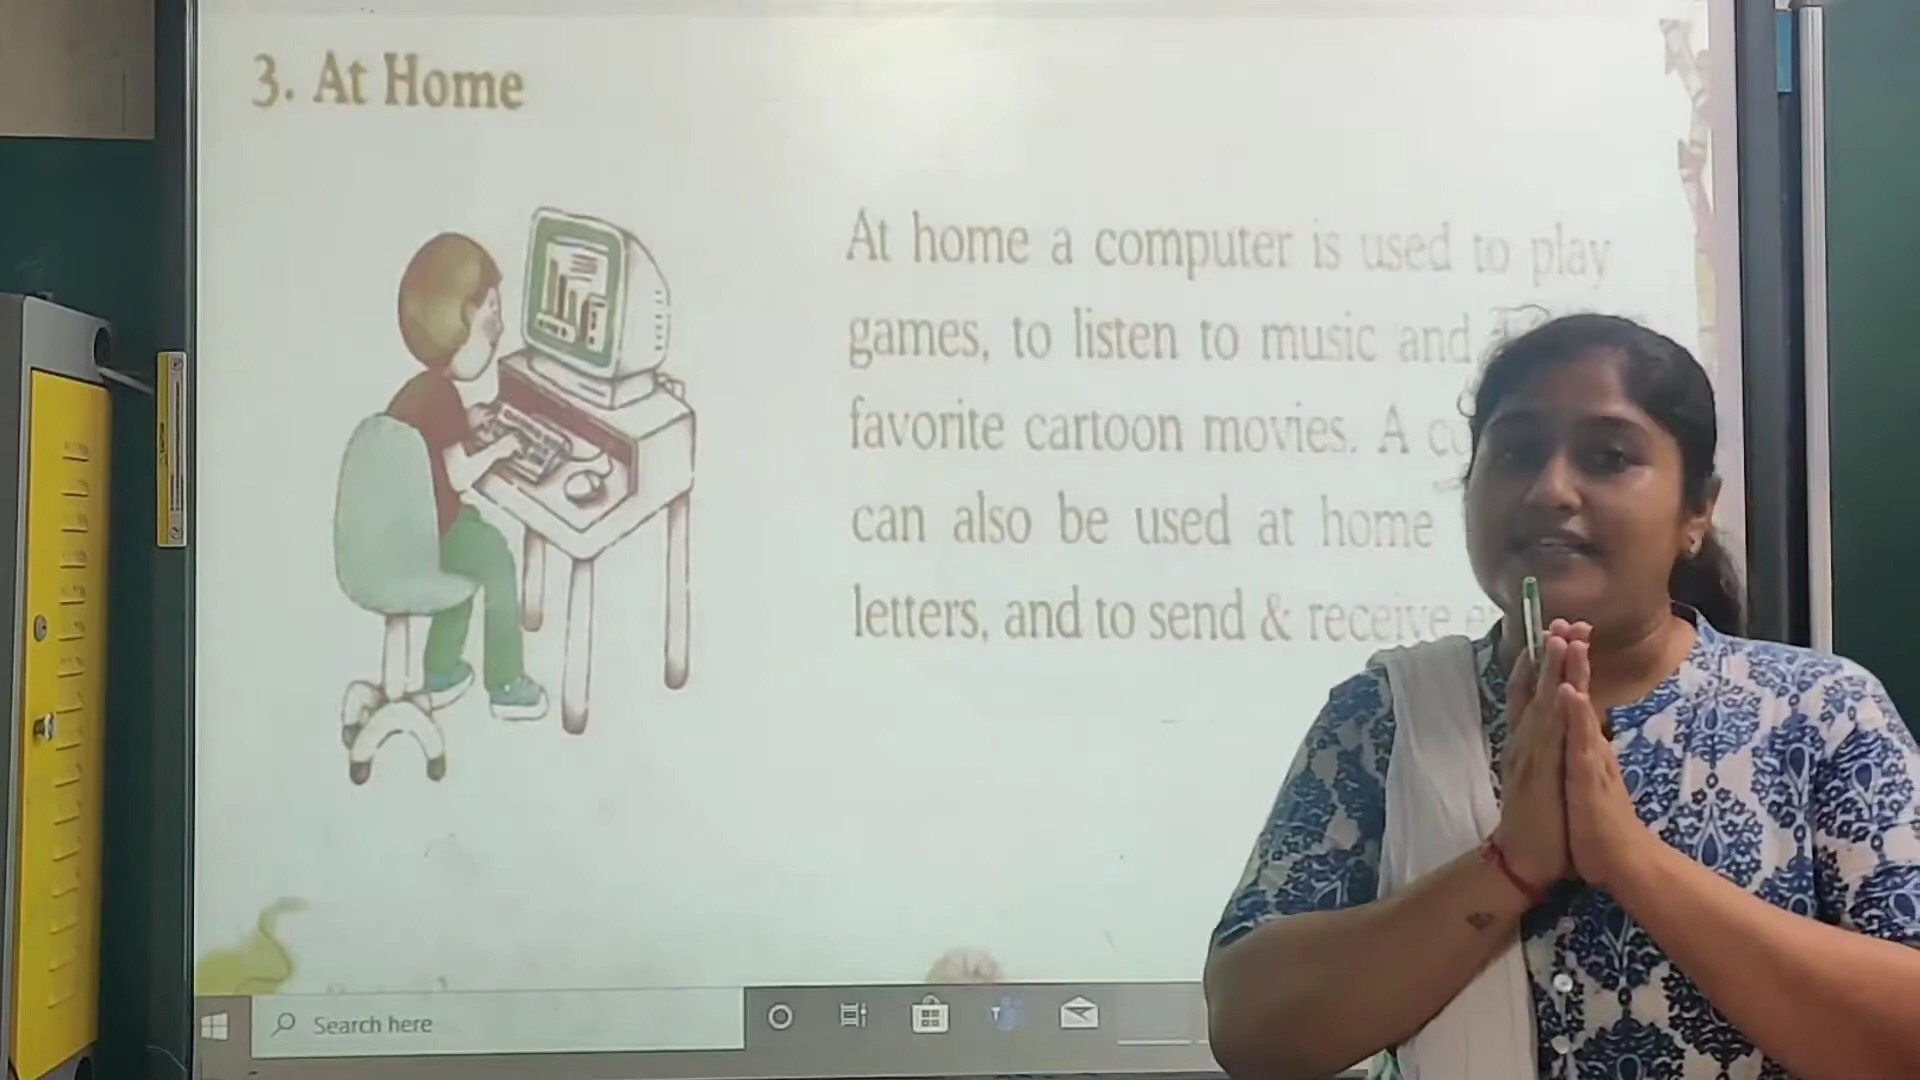 3. At Home
At home a computer is used to play
games, to listen to music and
favorite cartoon movies. A
can also be used at home
letters, and to send & receive
Search here